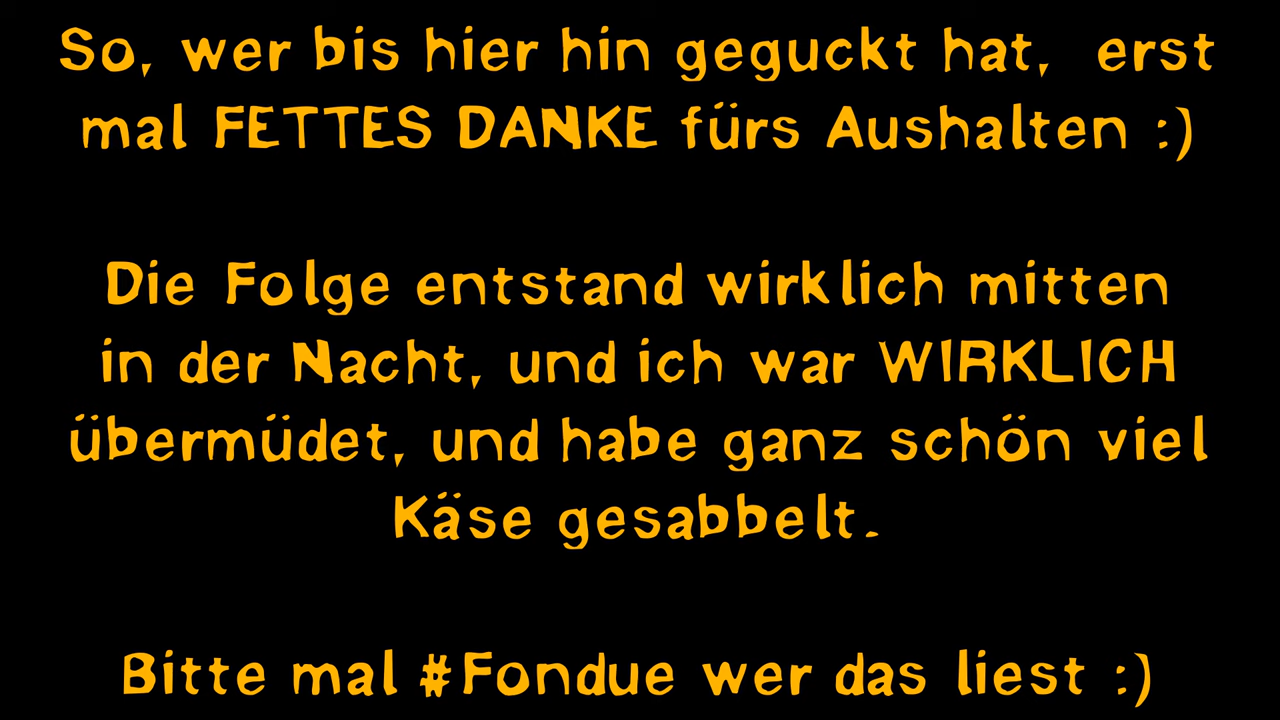 So, wer bis hier hin geguckt hat, erst
mal FETTES DANKE fürs Aushalten :)
Die Folge entstand wirklich mitten
in der Nacht, und ich war WIRKLICH
übermüdet, und habe ganz schön viel
Käse gesabbelt.
Bitte mal #Fondue wer das liest :)